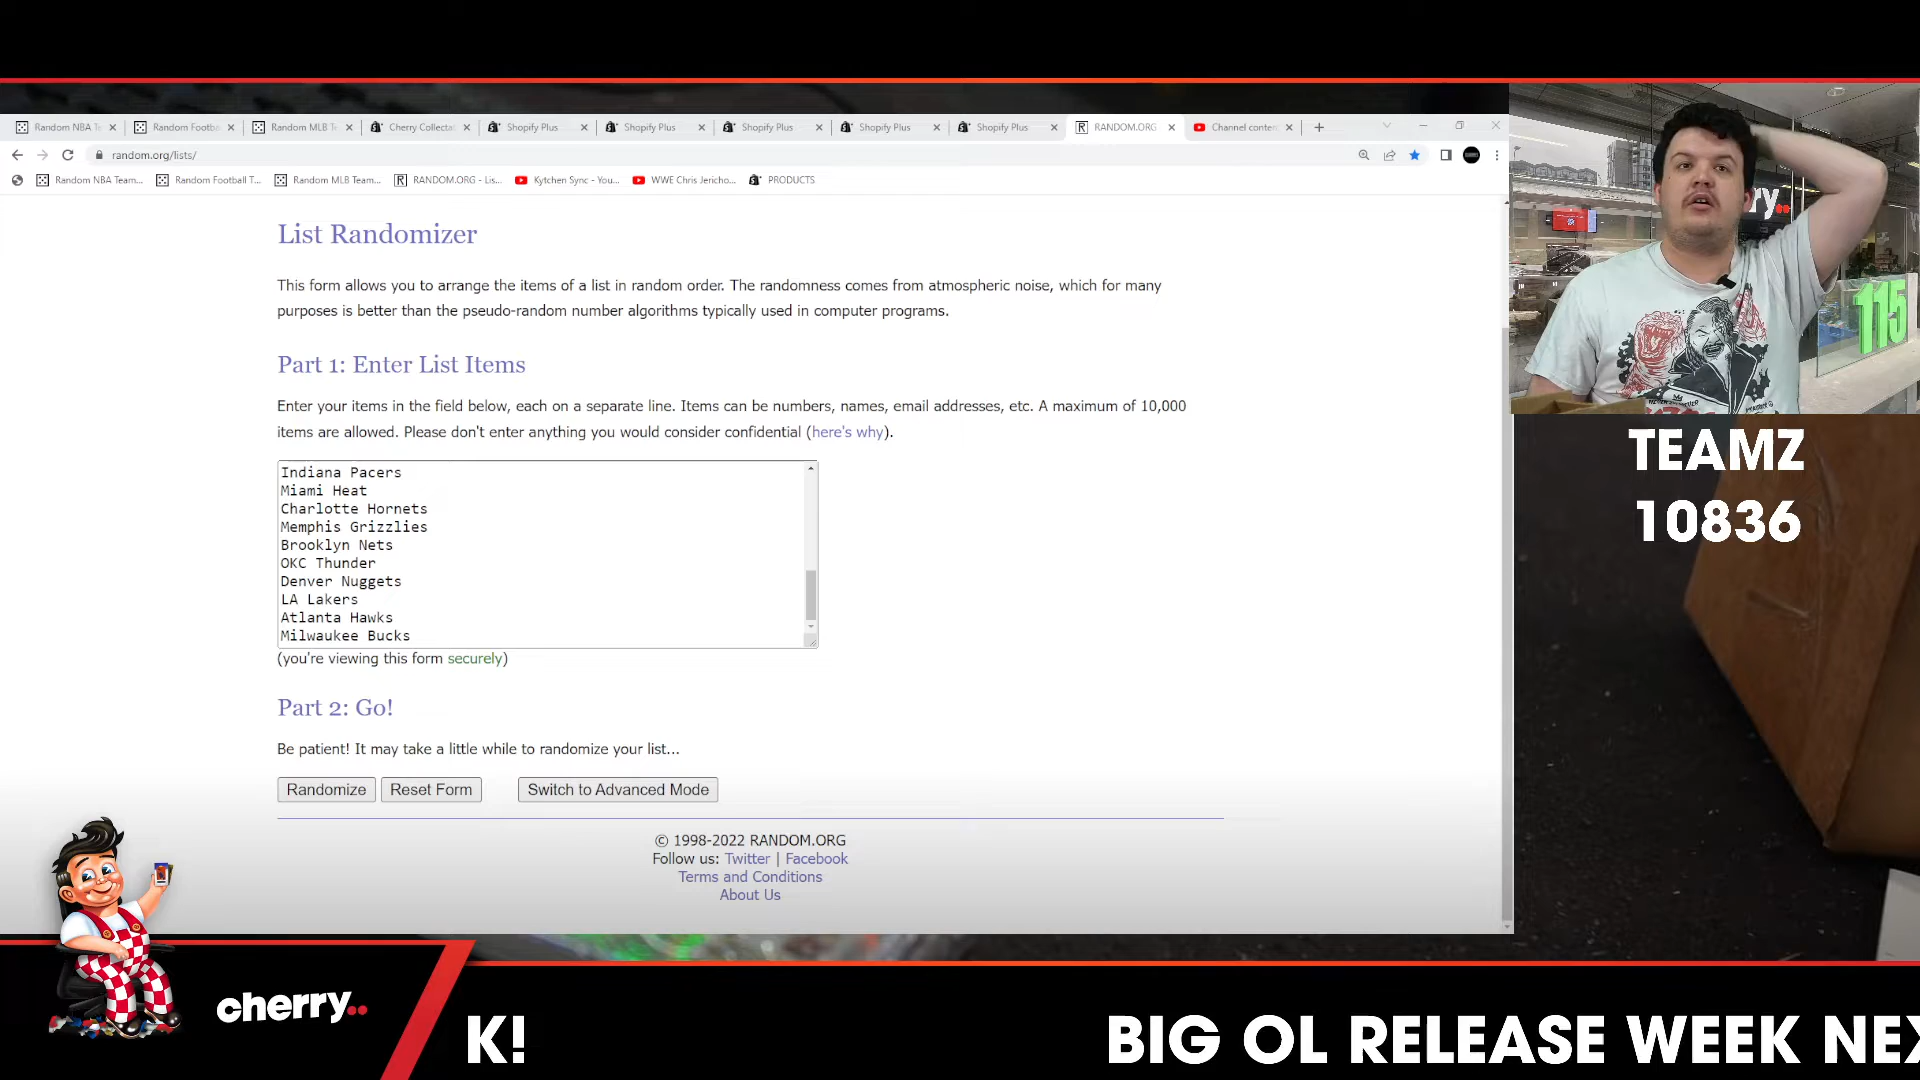 Random NBA Te
Random Footba
Random MLB T
Cherry Collecta
Shopify Plus
Shopify Plus
Shopify Plus
Shopify Plus
Shopify Plus
RANDOM.ORG
Channel conten
random.org/lists/
Random NBA Team...
Random Football T...
Random MLB Team...
RANDOM.ORG - Lis...
Kytchen Sync - You...
WWE Chris Jericho...
PRODUCTS
List Randomizer
This form allows you to arrange the items of a list in random order. The randomness comes from atmospheric noise, which for many
purposes is better than the pseudo-random number algorithms typically used in computer programs.
Part 1: Enter List Items
Enter your items in the field below, each on a separate line. Items can be numbers, names, email addresses, etc. A maximum of 10,000
items are allowed. Please don't enter anything you would consider confidential (here's why).
Indiana Pacers
Miami Heat
Charlotte Hornets
Memphis Grizzlies
Brooklyn Nets
OKC Thunder
Denver Nuggets
LA Lakers
Atlanta Hawks
Milwaukee Bucks
(you're viewing this form securely)
Part 2: Go!
Be patient! It may take a little while to randomize your list...
Randomize
Reset Form
Switch to Advanced Mode
© 1998-2022 RANDOM.ORG
Follow us: Twitter | Facebook
Terms and Conditions
About Us
ry..
115
TEAMZ
10836
cherry..
K!
BIG OL RELEASE WEEK NEX